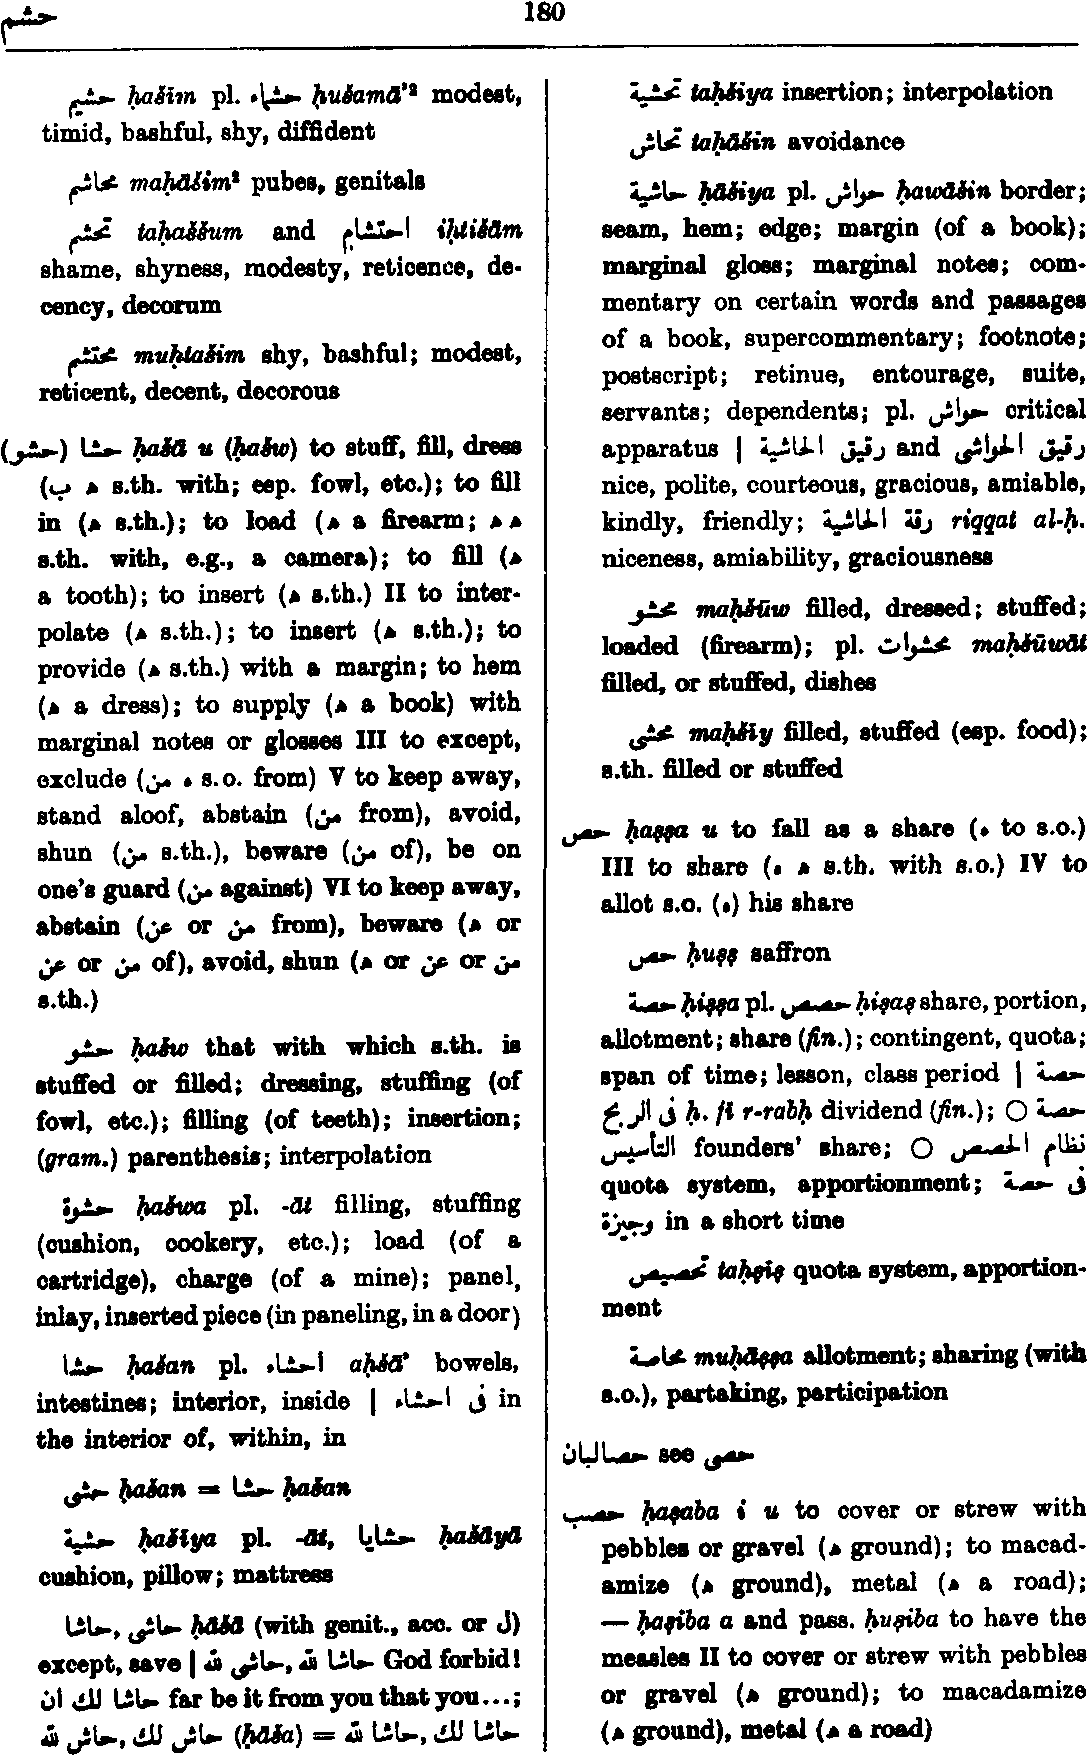 حشم
180
حشيم ḥašīm pl. حشماء ḥušamā’² modest,
timid, bashful, shy, diffident
محاشم maḥāšim² pubes, genitals
تحشم taḥaššum and احتشام iḥtišām
shame, shyness, modesty, reticence, de-
cency, decorum
محتشم muḥtašim shy, bashful; modest,
reticent, decent, decorous
(حشو) حشا ḥašā u (ḥašw) to stuff, fill, dress
(ب ه s.th. with; esp. fowl, etc.); to fill
in (ه s.th.); to load (ه a firearm; ه ه
s.th. with, e.g., a camera); to fill (ه
a tooth); to insert (ه s.th.) II to inter-
polate (ه s.th.); to insert (ه s.th.); to
provide (ه s.th.) with a margin; to hem
(ه a dress); to supply (ه a book) with
marginal notes or glosses III to except,
exclude (من ه s.o. from) V to keep away,
stand aloof, abstain (من from), avoid,
shun (من s.th.), beware (من of), be on
one's guard (من against) VI to keep away,
abstain (عن or من from), beware (ه or
عن or من of), avoid, shun (ه or عن or من
s.th.)
حشو ḥašw that with which s.th. is
stuffed or filled; dressing, stuffing (of
fowl, etc.); filling (of teeth); insertion;
(gram.) parenthesis; interpolation
حشوة ḥašwa pl. -āt filling, stuffing
(cushion, cookery, etc.); load (of a
cartridge), charge (of a mine); panel,
inlay, inserted piece (in paneling, in a door)
حشا ḥašan pl. احشاء aḥšā’ bowels,
intestines; interior, inside | فى احشاء in
the interior of, within, in
حشى ḥašan = حشا ḥašan
حشية ḥašīya pl. -āt, حشايا ḥašāyā
cushion, pillow; mattress
حاشا, حاشى ḥāšā (with genit., acc. or ل)
except, save | حاشا لله, حاشى لله God forbid!
حاشا لك ان far be it from you that you...;
حاشا لك, حاشا لله = (ḥāša) حاش لك, حاش لله
تحشية taḥšiya insertion; interpolation
تحاش taḥāšin avoidance
حاشية ḥāšiya pl. حواش ḥawāšin border;
seam, hem; edge; margin (of a book);
marginal gloss; marginal notes; com-
mentary on certain words and passages
of a book, supercommentary; footnote;
postscript; retinue, entourage, suite,
servants; dependents; pl. حواش critical
apparatus | رقيق الحاشية and رقيق الحواشى
nice, polite, courteous, gracious, amiable,
kindly, friendly; رقة الحاشية riqqat al-ḥ.
niceness, amiability, graciousness
محشو maḥšūw filled, dressed; stuffed;
loaded (firearm); pl. محشوات maḥšūwāt
filled, or stuffed, dishes
محشى maḥšīy filled, stuffed (esp. food);
s.th. filled or stuffed
حص ḥaṣṣa u to fall as a share (ه to s.o.)
III to share (ه ه s.th. with s.o.) IV to
allot s.o. (ه) his share
حص ḥuṣṣ saffron
حصة ḥiṣṣa pl. حصص ḥiṣaṣ share, portion,
allotment; share (fin.); contingent, quota;
span of time; lesson, class period | حصة
فى الربح ḥ. fi r-rabḥ dividend (fin.); ○ حصة
التأسيس founders' share; ○ نظام الحصص
quota system, apportionment; فى حصة
وجيزة in a short time
تحصيص taḥṣīṣ quota system, apportion-
ment
محاصة muḥāṣṣa allotment; sharing (with
s.o.), partaking, participation
حصالبان see حصى
حصب ḥaṣaba i u to cover or strew with
pebbles or gravel (ه ground); to macad-
amize (ه ground), metal (ه a road);
— ḥaṣiba a and pass. ḥuṣiba to have the
measles II to cover or strew with pebbles
or gravel (ه ground); to macadamize
(ه ground), metal (ه a road)